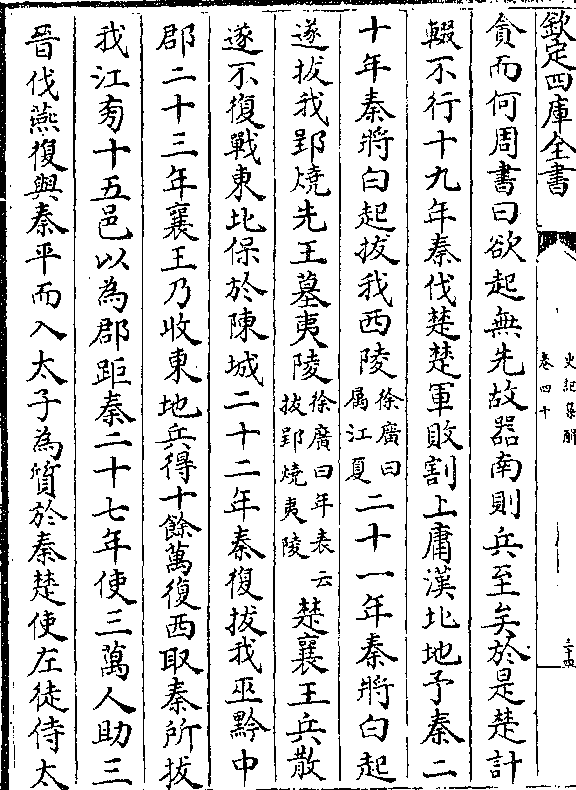 欽定四庫全書
史記集解
卷四十
貪而何周書曰欲起無先故器南則兵至矣於是楚計
輟不行十九年秦伐楚楚軍敗割上庸漢北地予秦二
十年秦將白起拔我西陵徐廣曰屬江夏二十一年秦將白起
遂拔我郢燒先王墓夷陵徐廣曰年表云拔郢燒夷陵楚襄王兵散
遂不復戰東北保於陳城二十二年秦復拔我巫黔中
郡二十三年襄王乃收東地兵得十餘萬復西取秦所拔
我江旁十五邑以為郡距秦二十七年使三萬人助三
晉伐燕復與秦平而入太子為質於秦楚使左徒侍太